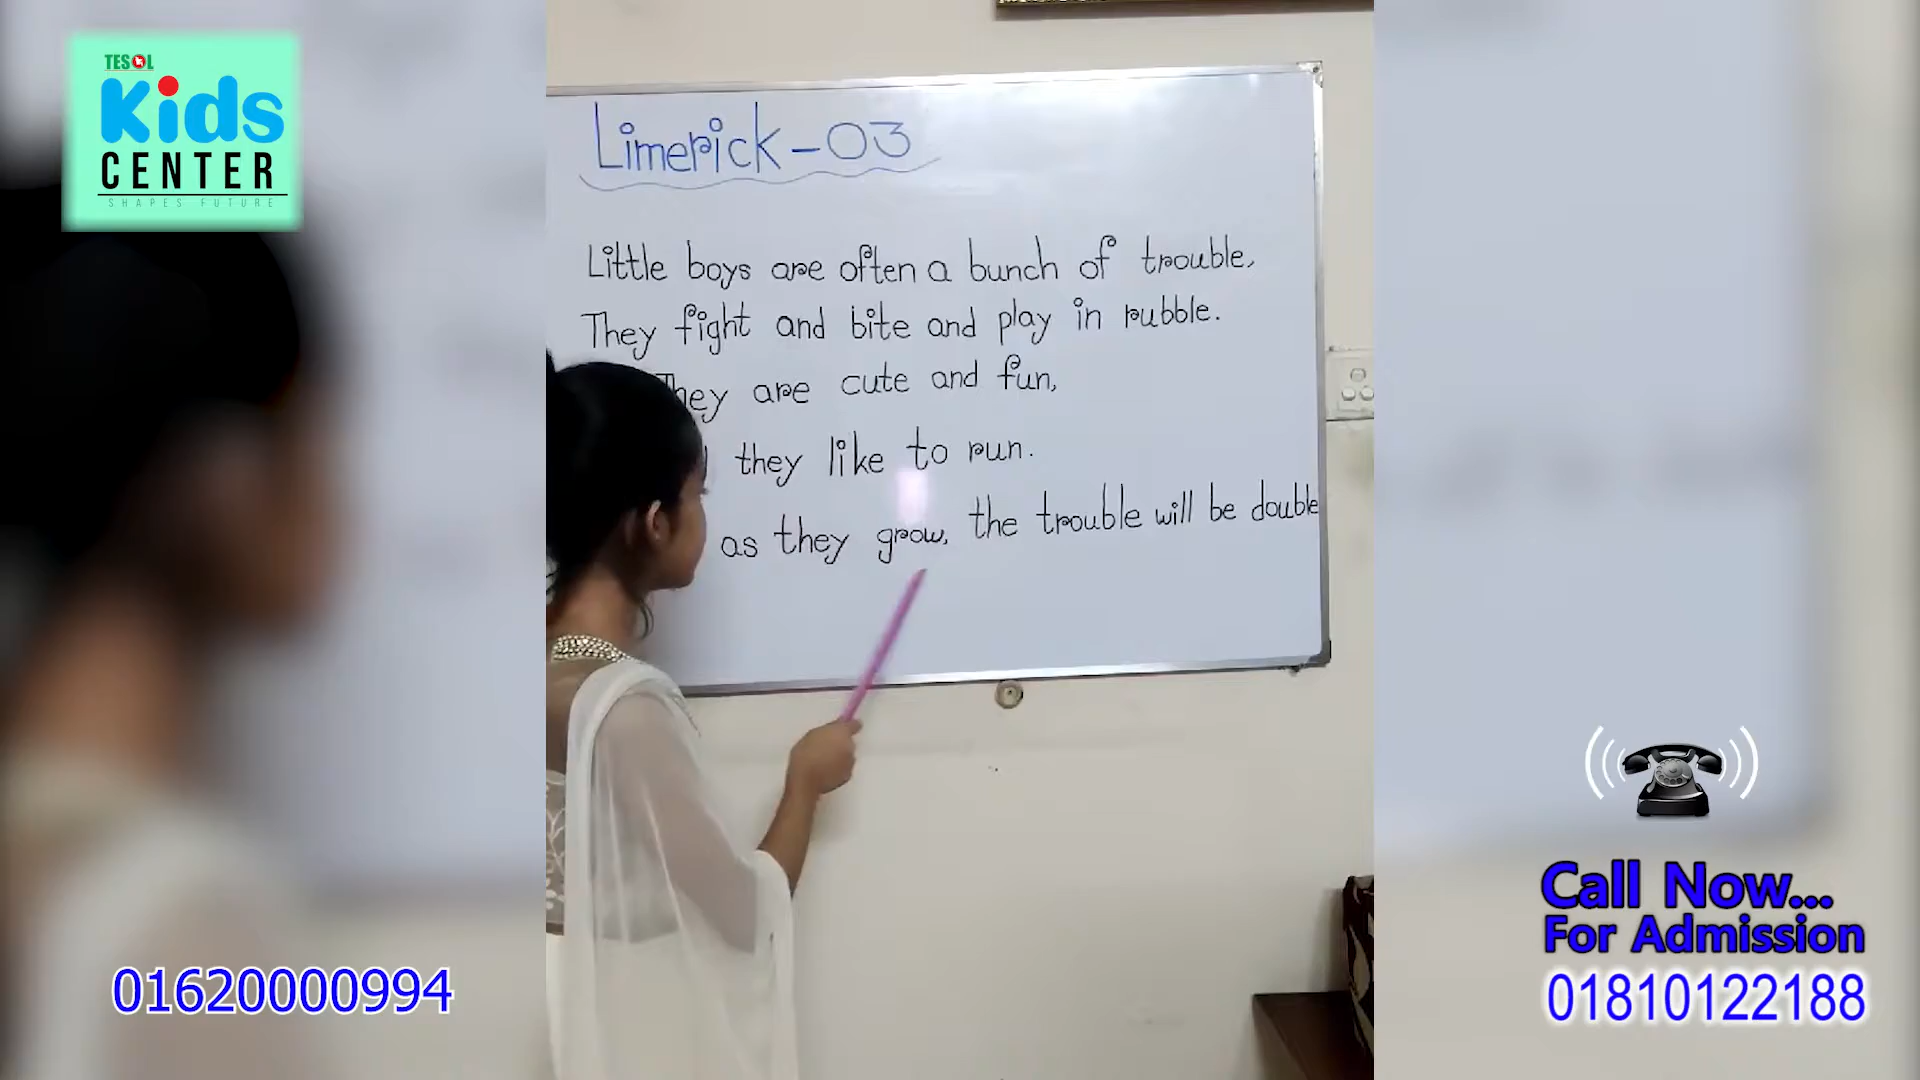 TESOL
Kids
CENTER
SHAPES FUTURE
Limerick - 03
Little boys are often a bunch of trouble,
They fight and bite and play in rubble.
They are cute and fun,
they like to run.
as they grow, the trouble will be double
Call Now...
For Admission
01620000994
01810122188